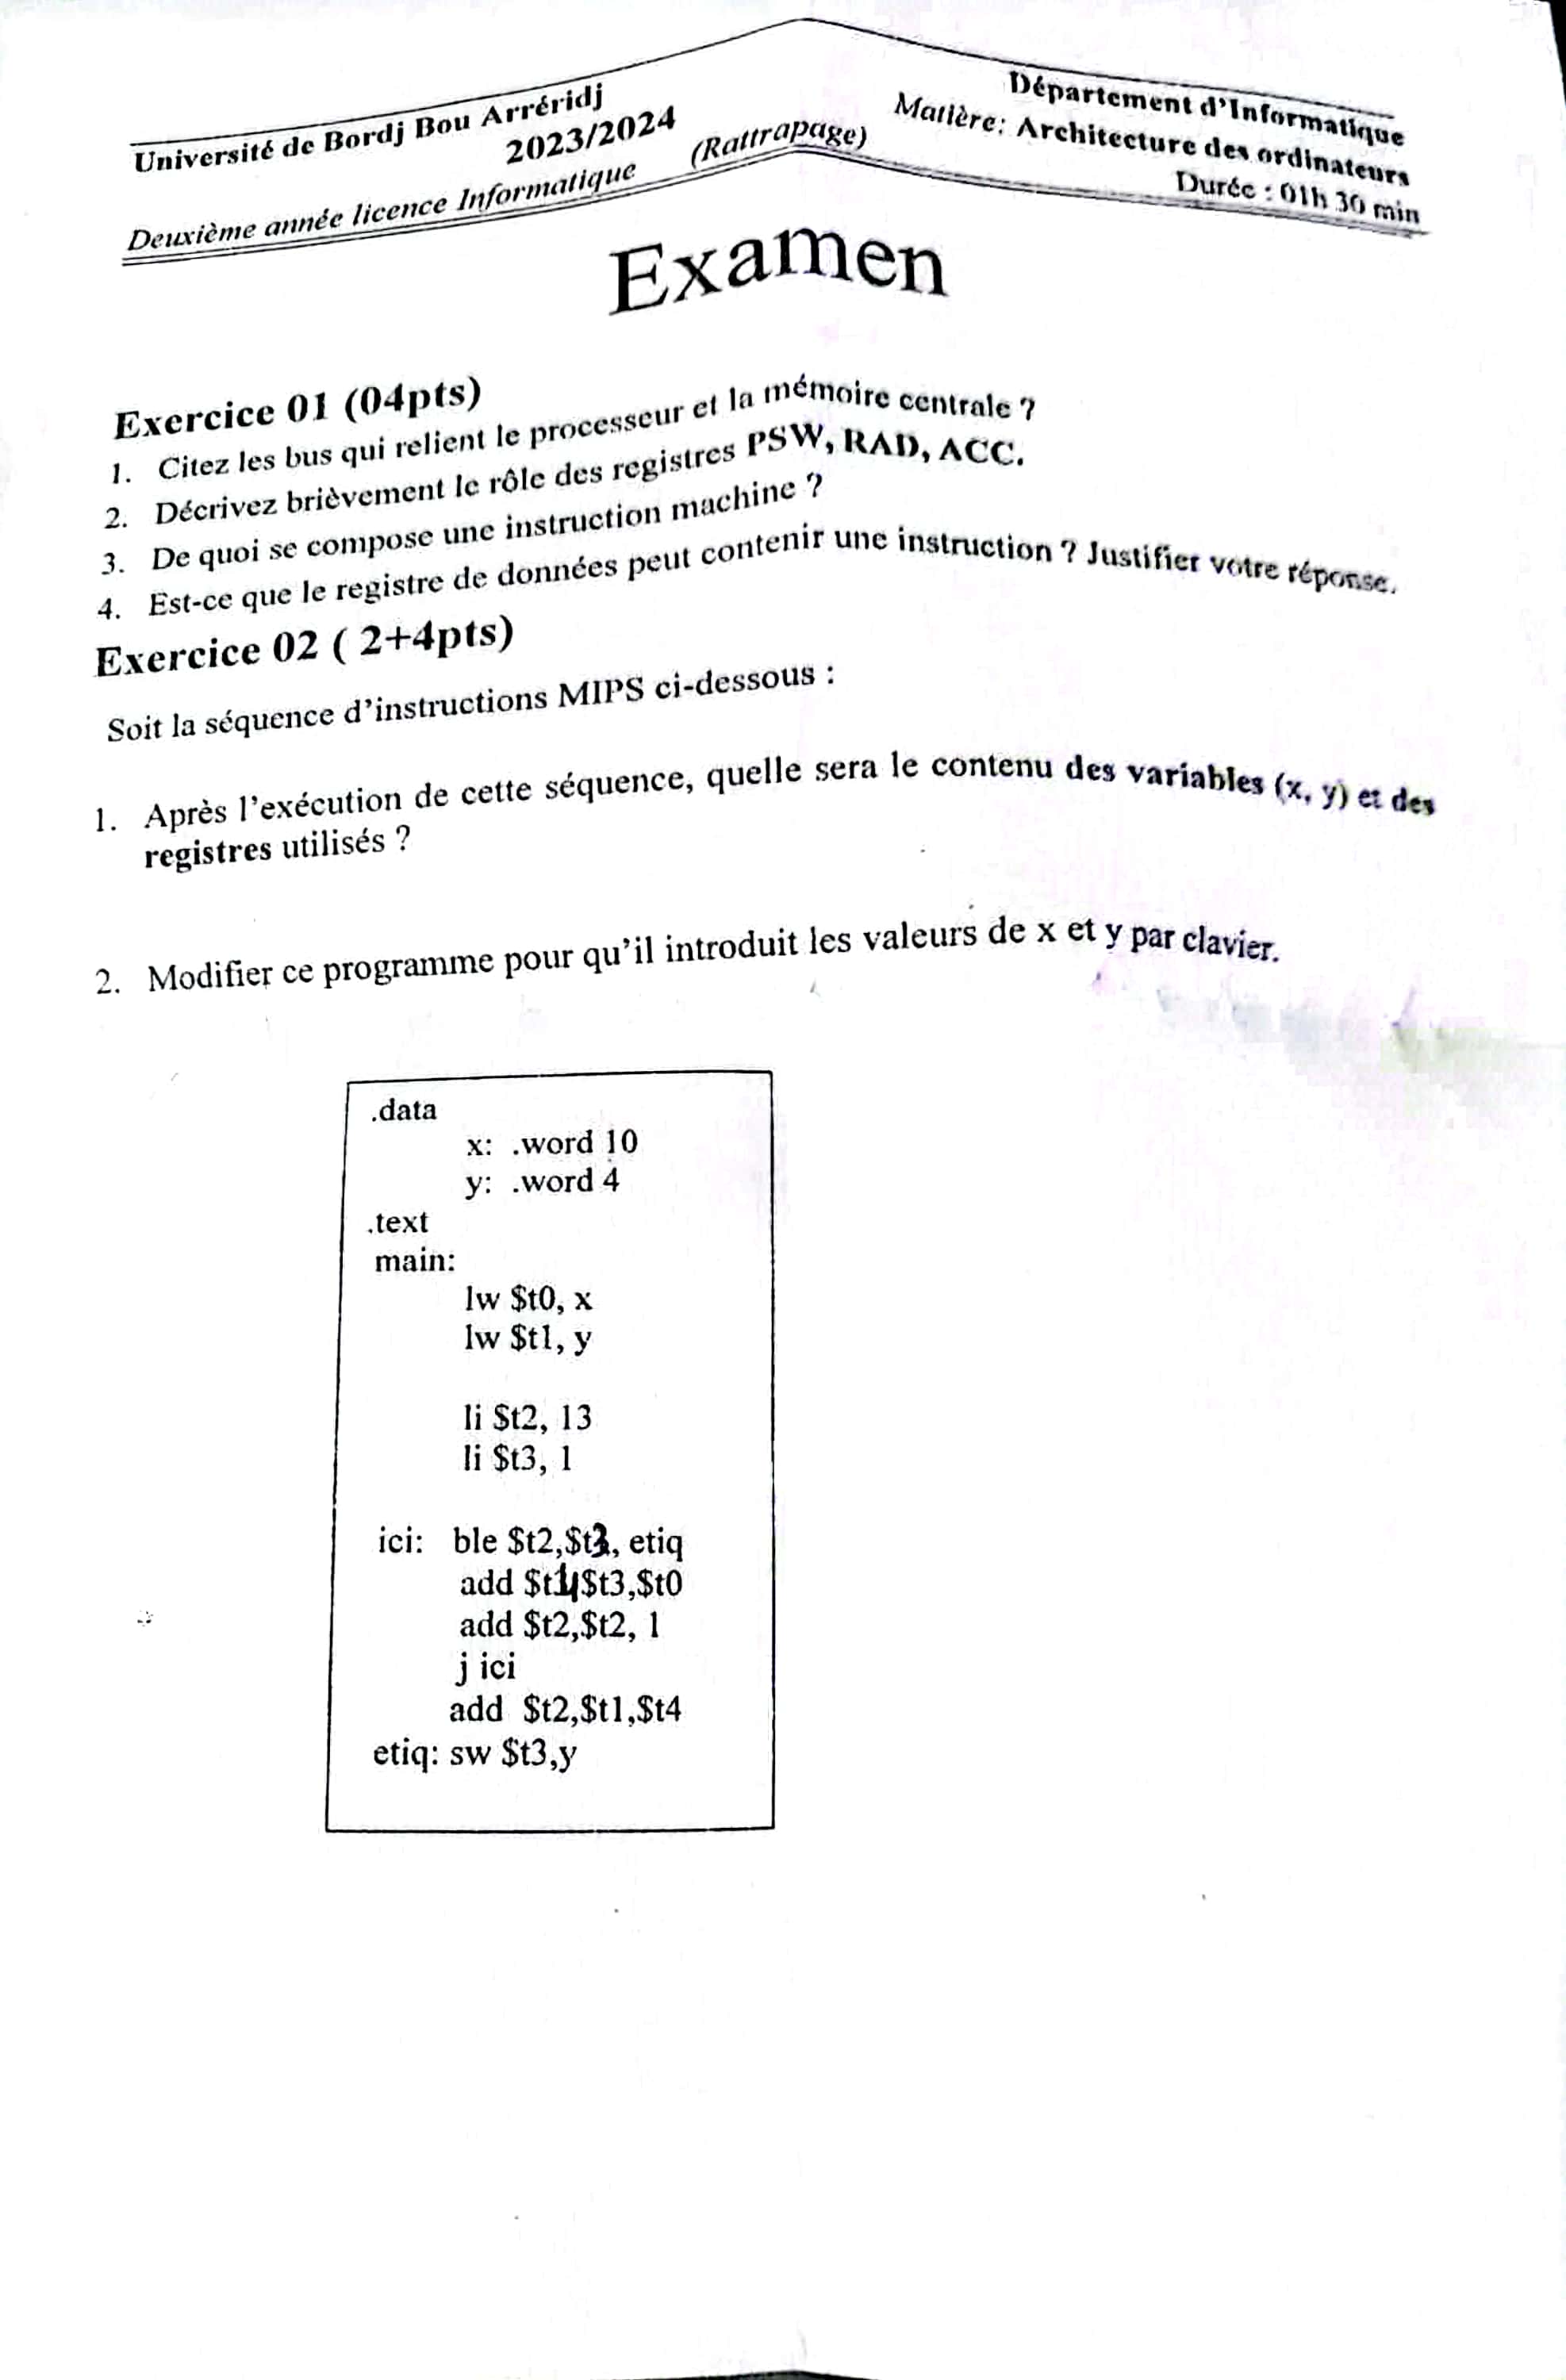 Université de Bordj Bou Arréridj
2023/2024
Deuxième année licence Informatique (Rattrapage)
Département d'Informatique
Matière: Architecture des ordinateurs
Durée : 01h 30 min
Examen
Exercice 01 (04pts)
1. Citez les bus qui relient le processeur et la mémoire centrale ?
2. Décrivez brièvement le rôle des registres PSW, RAD, ACC.
3. De quoi se compose une instruction machine ?
4. Est-ce que le registre de données peut contenir une instruction ? Justifier votre réponse.
Exercice 02 ( 2+4pts)
Soit la séquence d'instructions MIPS ci-dessous :
1. Après l'exécution de cette séquence, quelle sera le contenu des variables (x, y) et des
registres utilisés ?
2. Modifier ce programme pour qu'il introduit les valeurs de x et y par clavier.
.data
x: .word 10
y: .word 4
.text
main:
lw $t0, x
lw $t1, y
li $t2, 13
li $t3, 1
ici: ble $t2,$t3, etiq
add $t1,$t3,$t0
add $t2,$t2, 1
j ici
add $t2,$t1,$t4
etiq: sw $t3,y